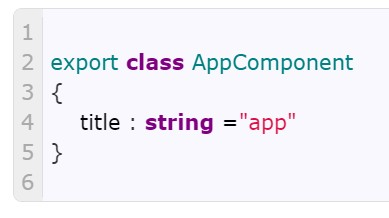 1
2 export class AppComponent
3 {
4 title : string ="app"
5 }
6